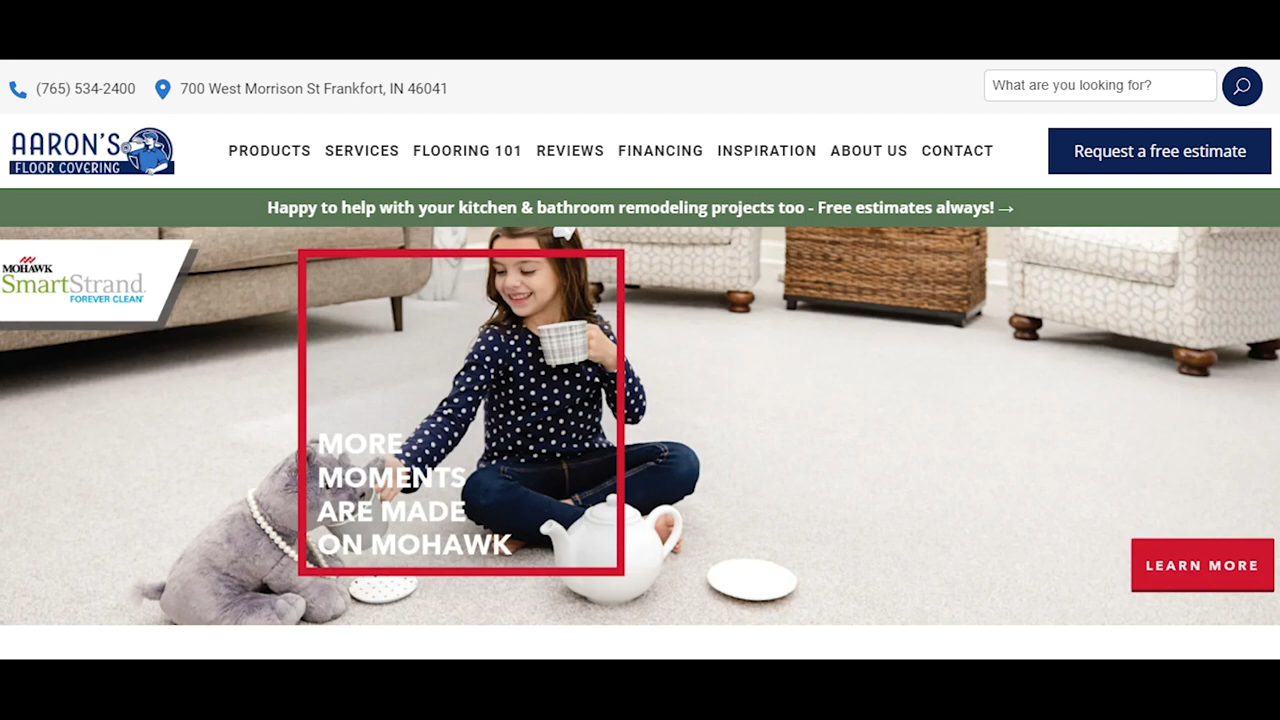 (765) 534-2400 700 West Morrison St Frankfort, IN 46041
What are you looking for?
AARON'S
FLOOR COVERING
PRODUCTS SERVICES FLOORING 101 REVIEWS FINANCING INSPIRATION ABOUT US CONTACT
Request a free estimate
Happy to help with your kitchen & bathroom remodeling projects too - Free estimates always! →
MOHAWK
SmartStrand
FOREVER CLEAN
MORE
MOMENTS
ARE MADE
ON MOHAWK
LEARN MORE